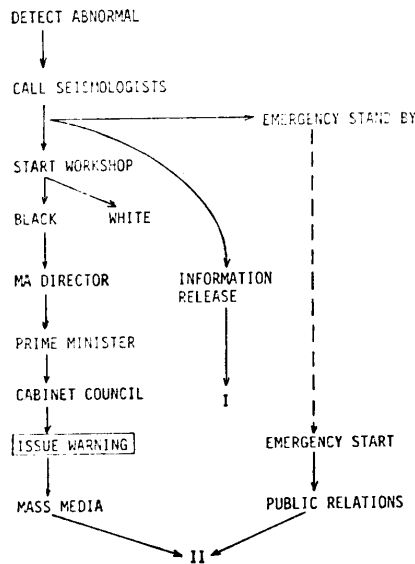 DETECT ABNORMAL
CALL SEISMOLOGISTS
EMERGENCY STAND BY
START WORKSHOP
BLACK
WHITE
MA DIRECTOR
INFORMATION
RELEASE
PRIME MINISTER
CABINET COUNCIL
I
ISSUE WARNING
EMERGENCY START
MASS MEDIA
PUBLIC RELATIONS
II